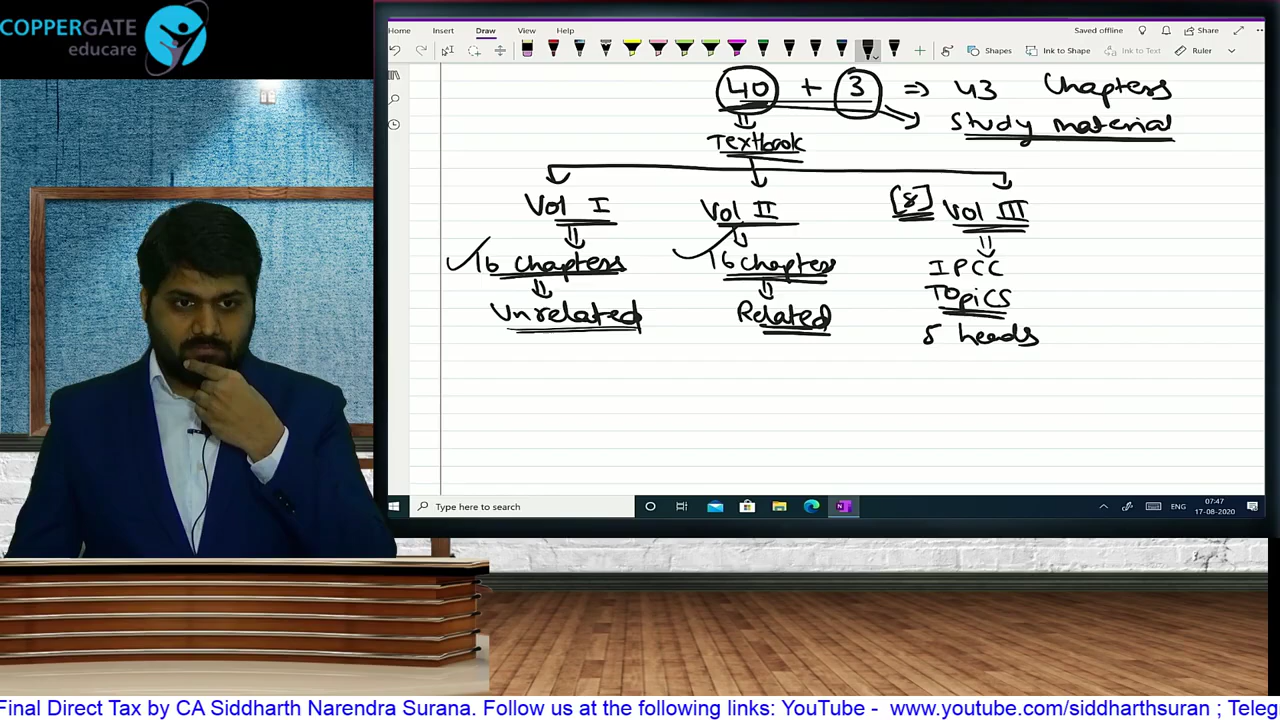 COPPERGATE
educare
Home Insert Draw View Help
Saved offline Share
Shapes Ink to Shape Ink to Text Ruler
40 + 3 ⇒ 43 Chapters
Study material
Textbook
Vol I Vol II [8] Vol III
16 Chapters 16 Chapters IPCC
Unrelated Related Topics
5 heads
Type here to search
ENG
07:47
17-08-2020
Final Direct Tax by CA Siddharth Narendra Surana. Follow us at the following links: YouTube - www.youtube.com/siddharthsuran ; Teleg